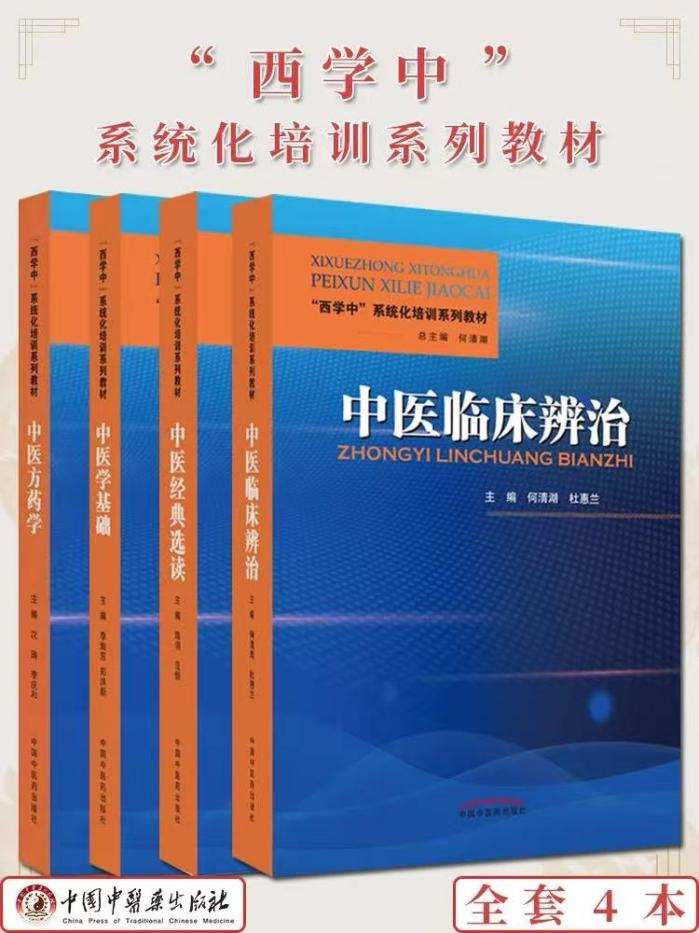 “西学中”
系统化培训系列教材
XIXUEZHONG XITONGHUA
PEIXUN XILIE JIAOCAI
“西学中”系统化培训系列教材
总主编 何清湖
中医临床辨治
ZHONGYI LINCHUANG BIANZHI
主编 何清湖 杜惠兰
中国中医药出版社
“西学中”系统化培训系列教材
中医方药学
主编
中国中医药出版社
“西学中”系统化培训系列教材
中医学基础
主编
中国中医药出版社
“西学中”系统化培训系列教材
中医经典选读
主编
中国中医药出版社
“西学中”系统化培训系列教材
中医临床辨治
主编 何清湖 杜惠兰
中国中医药出版社
中国中醫藥出版社
China Press of Traditional Chinese Medicine
全套4本